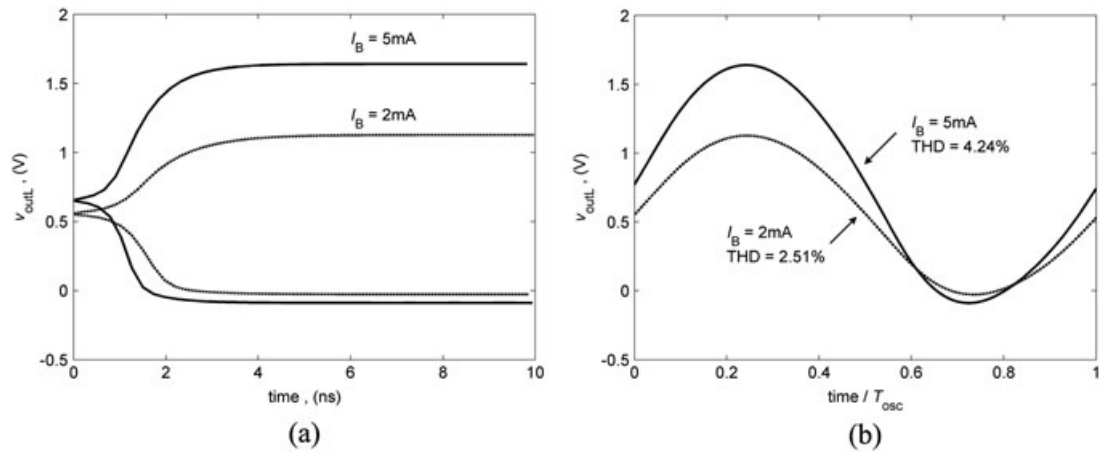 2
1.5
1
0.5
0
-0.5
v_outL , (V)
I_B = 5mA
I_B = 2mA
0 2 4 6 8 10
time , (ns)
(a)
2
1.5
1
0.5
0
-0.5
v_outL , (V)
I_B = 5mA
THD = 4.24%
I_B = 2mA
THD = 2.51%
0 0.2 0.4 0.6 0.8 1
time / T_osc
(b)